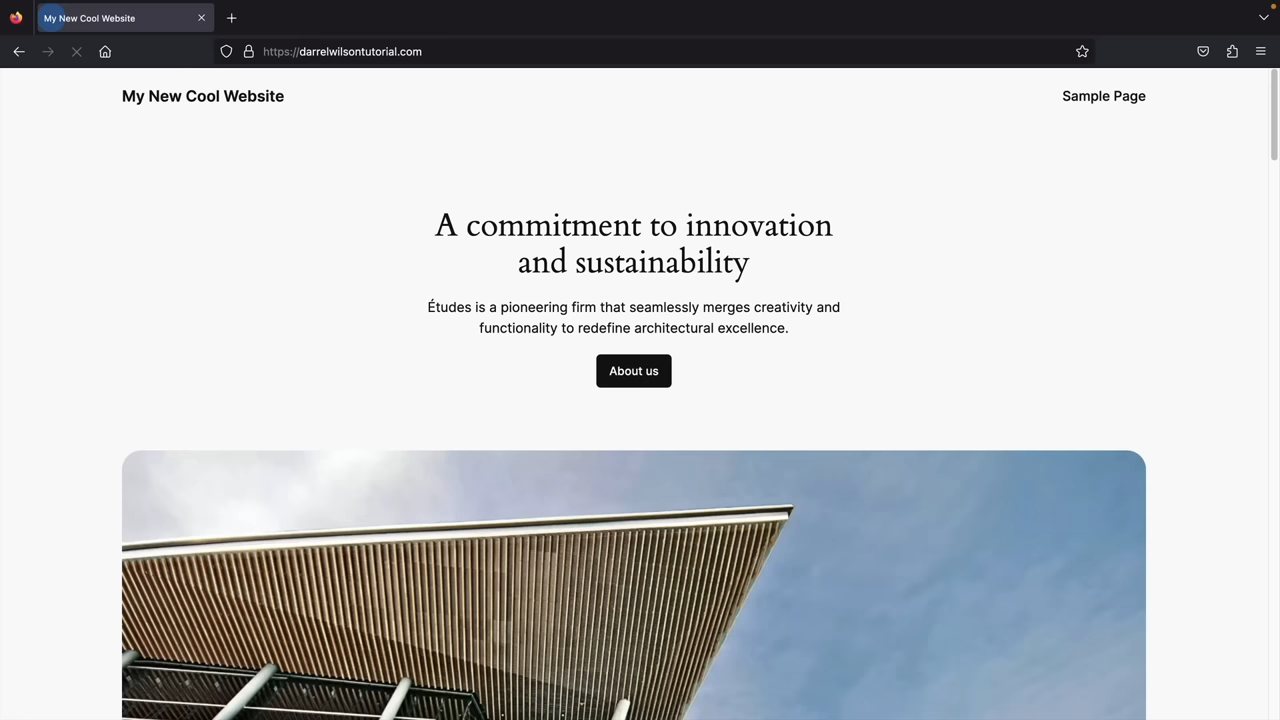 My New Cool Website
https://darrelwilsontutorial.com
My New Cool Website
Sample Page
A commitment to innovation
and sustainability
Études is a pioneering firm that seamlessly merges creativity and
functionality to redefine architectural excellence.
About us